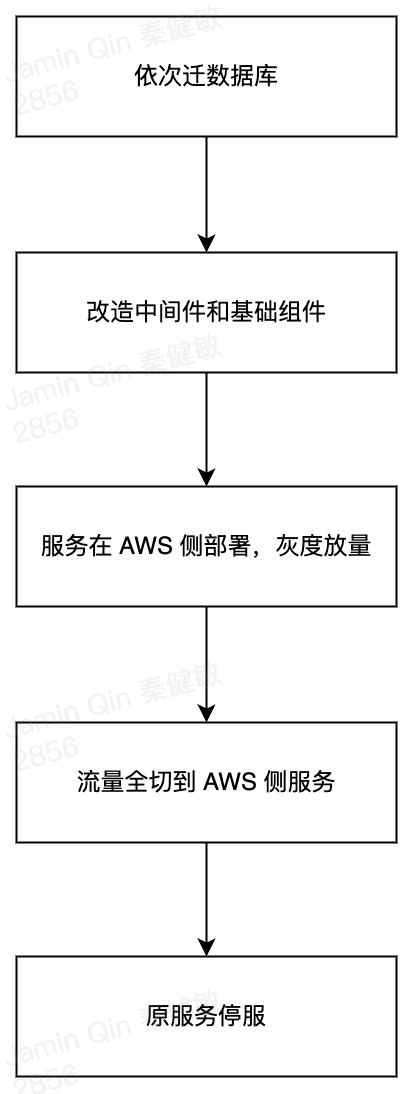 Jamin Qin 秦健敏
2856
依次迁数据库
改造中间件和基础组件
Jamin Qin 秦健敏
2856
服务在 AWS 侧部署，灰度放量
Jamin Qin 秦健敏
2856
流量全切到 AWS 侧服务
Jamin Qin 秦健敏
2856
原服务停服